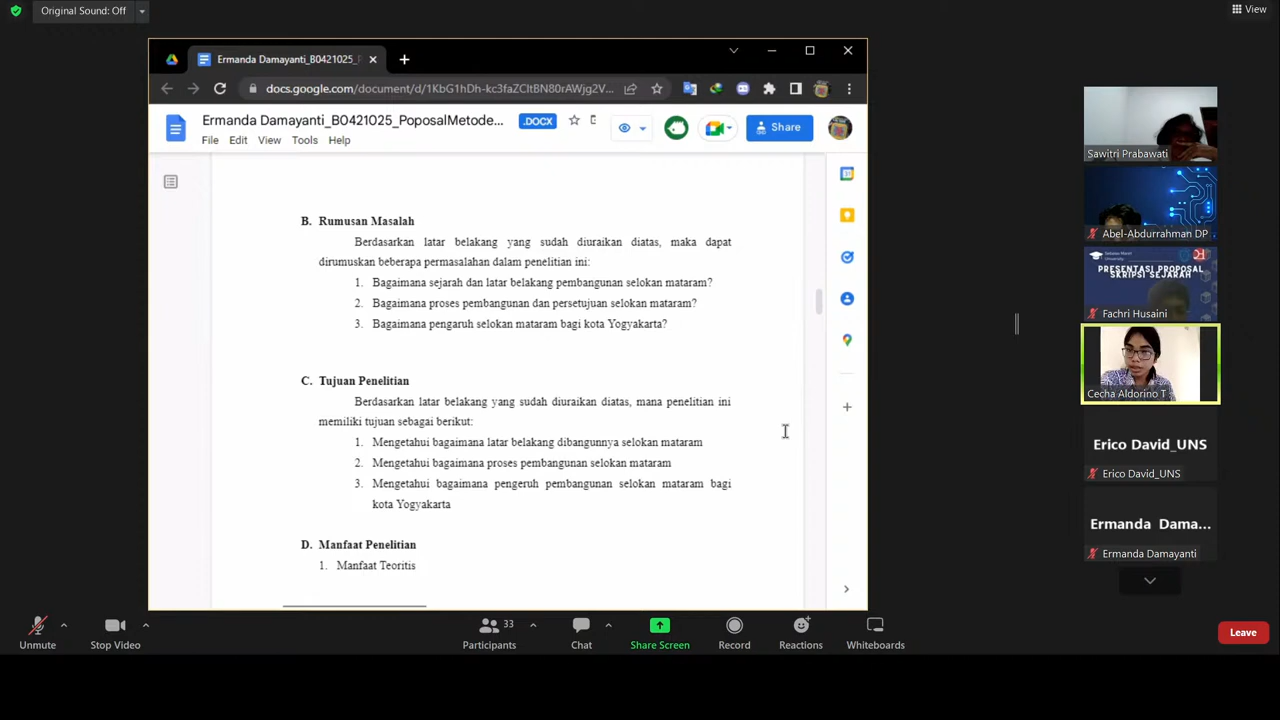 Original Sound: Off
View
Ermanda Damayanti_B0421025_P
docs.google.com/document/d/1KbG1hDh-kc3faZCltBN80rAWjg2V...
Ermanda Damayanti_B0421025_PoposalMetode...
.DOCX
Share
File Edit View Tools Help
B. Rumusan Masalah
Berdasarkan latar belakang yang sudah diuraikan diatas, maka dapat
dirumuskan beberapa permasalahan dalam penelitian ini:
1. Bagaimana sejarah dan latar belakang pembangunan selokan mataram?
2. Bagaimana proses pembangunan dan persetujuan selokan mataram?
3. Bagaimana pengaruh selokan mataram bagi kota Yogyakarta?
C. Tujuan Penelitian
Berdasarkan latar belakang yang sudah diuraikan diatas, mana penelitian ini
memiliki tujuan sebagai berikut:
1. Mengetahui bagaimana latar belakang dibangunnya selokan mataram
2. Mengetahui bagaimana proses pembangunan selokan mataram
3. Mengetahui bagaimana pengeruh pembangunan selokan mataram bagi
kota Yogyakarta
D. Manfaat Penelitian
1. Manfaat Teoritis
Sawitri Prabawati
Abel-Abdurrahman DP
Sebelas Maret
University
PRESENTASI PROPOSAL
SKRIPSI SEJARAH
Fachri Husaini
Cecha Aldorino T
Erico David_UNS
Erico David_UNS
Ermanda Dama...
Ermanda Damayanti
Unmute
Stop Video
33
Participants
Chat
Share Screen
Record
Reactions
Whiteboards
Leave